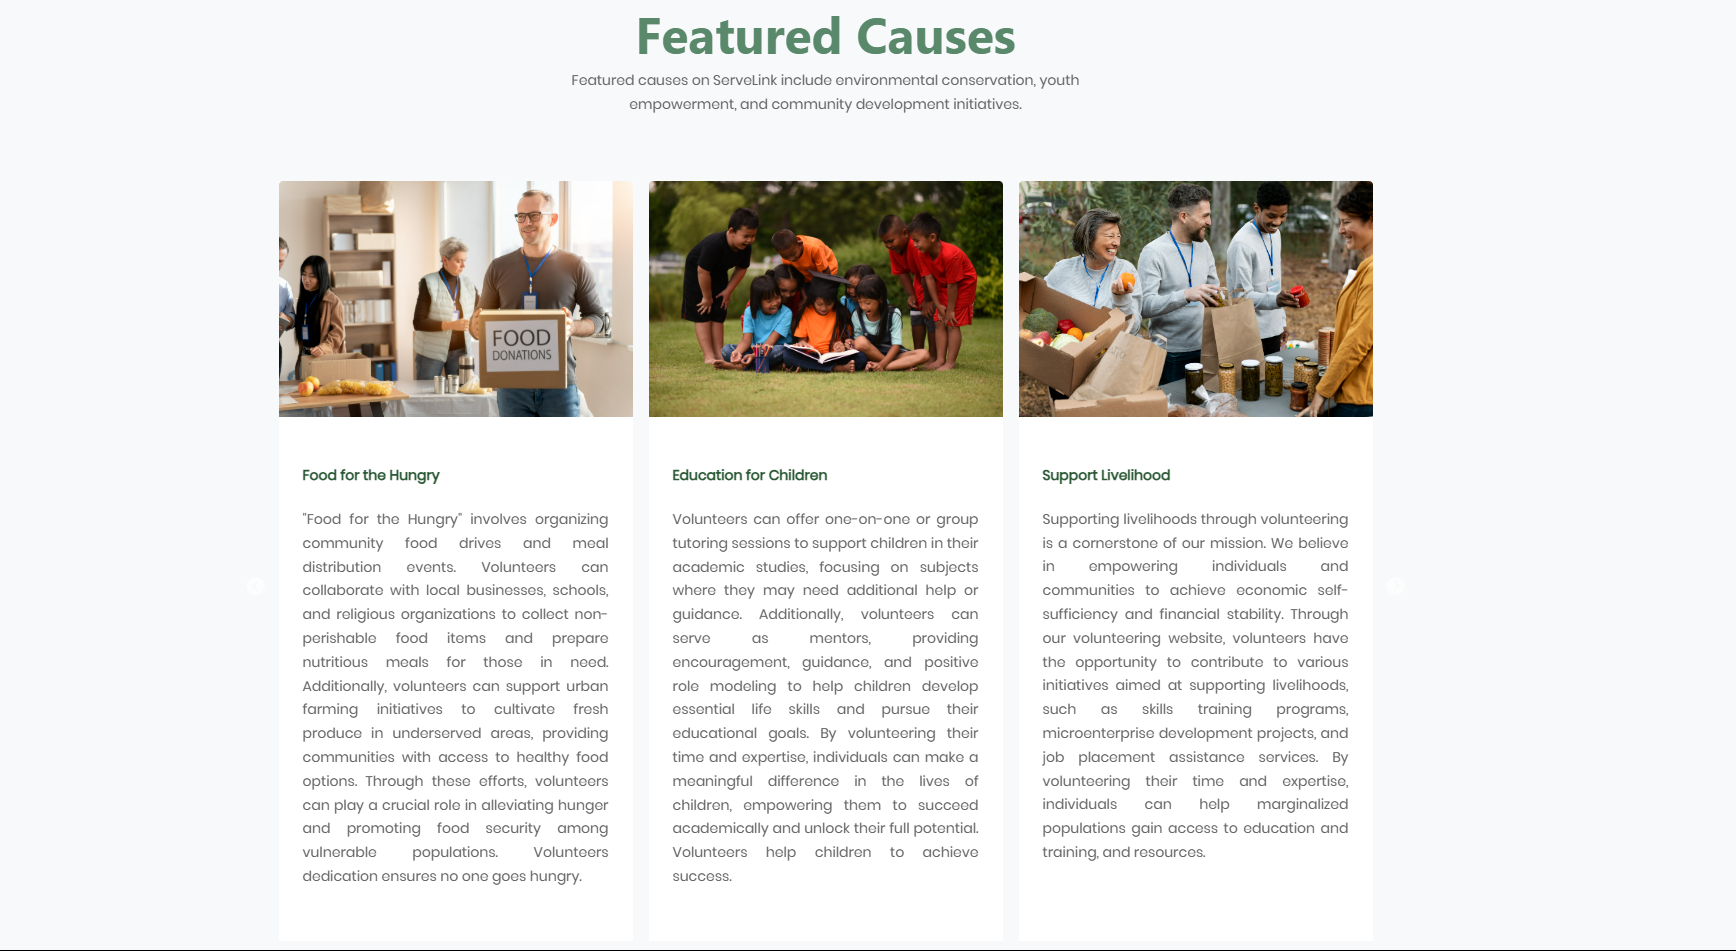 Featured Causes
Featured causes on ServeLink include environmental conservation, youth
empowerment, and community development initiatives.
FOOD
DONATIONS
Food for the Hungry
"Food for the Hungry" involves organizing
community food drives and meal
distribution events. Volunteers can
collaborate with local businesses, schools,
and religious organizations to collect non-
perishable food items and prepare
nutritious meals for those in need.
Additionally, volunteers can support urban
farming initiatives to cultivate fresh
produce in underserved areas, providing
communities with access to healthy food
options. Through these efforts, volunteers
can play a crucial role in alleviating hunger
and promoting food security among
vulnerable populations. Volunteers
dedication ensures no one goes hungry.
Education for Children
Volunteers can offer one-on-one or group
tutoring sessions to support children in their
academic studies, focusing on subjects
where they may need additional help or
guidance. Additionally, volunteers can
serve as mentors, providing
encouragement, guidance, and positive
role modeling to help children develop
essential life skills and pursue their
educational goals. By volunteering their
time and expertise, individuals can make a
meaningful difference in the lives of
children, empowering them to succeed
academically and unlock their full potential.
Volunteers help children to achieve
success.
Support Livelihood
Supporting livelihoods through volunteering
is a cornerstone of our mission. We believe
in empowering individuals and
communities to achieve economic self-
sufficiency and financial stability. Through
our volunteering website, volunteers have
the opportunity to contribute to various
initiatives aimed at supporting livelihoods,
such as skills training programs,
microenterprise development projects, and
job placement assistance services. By
volunteering their time and expertise,
individuals can help marginalized
populations gain access to education and
training, and resources.